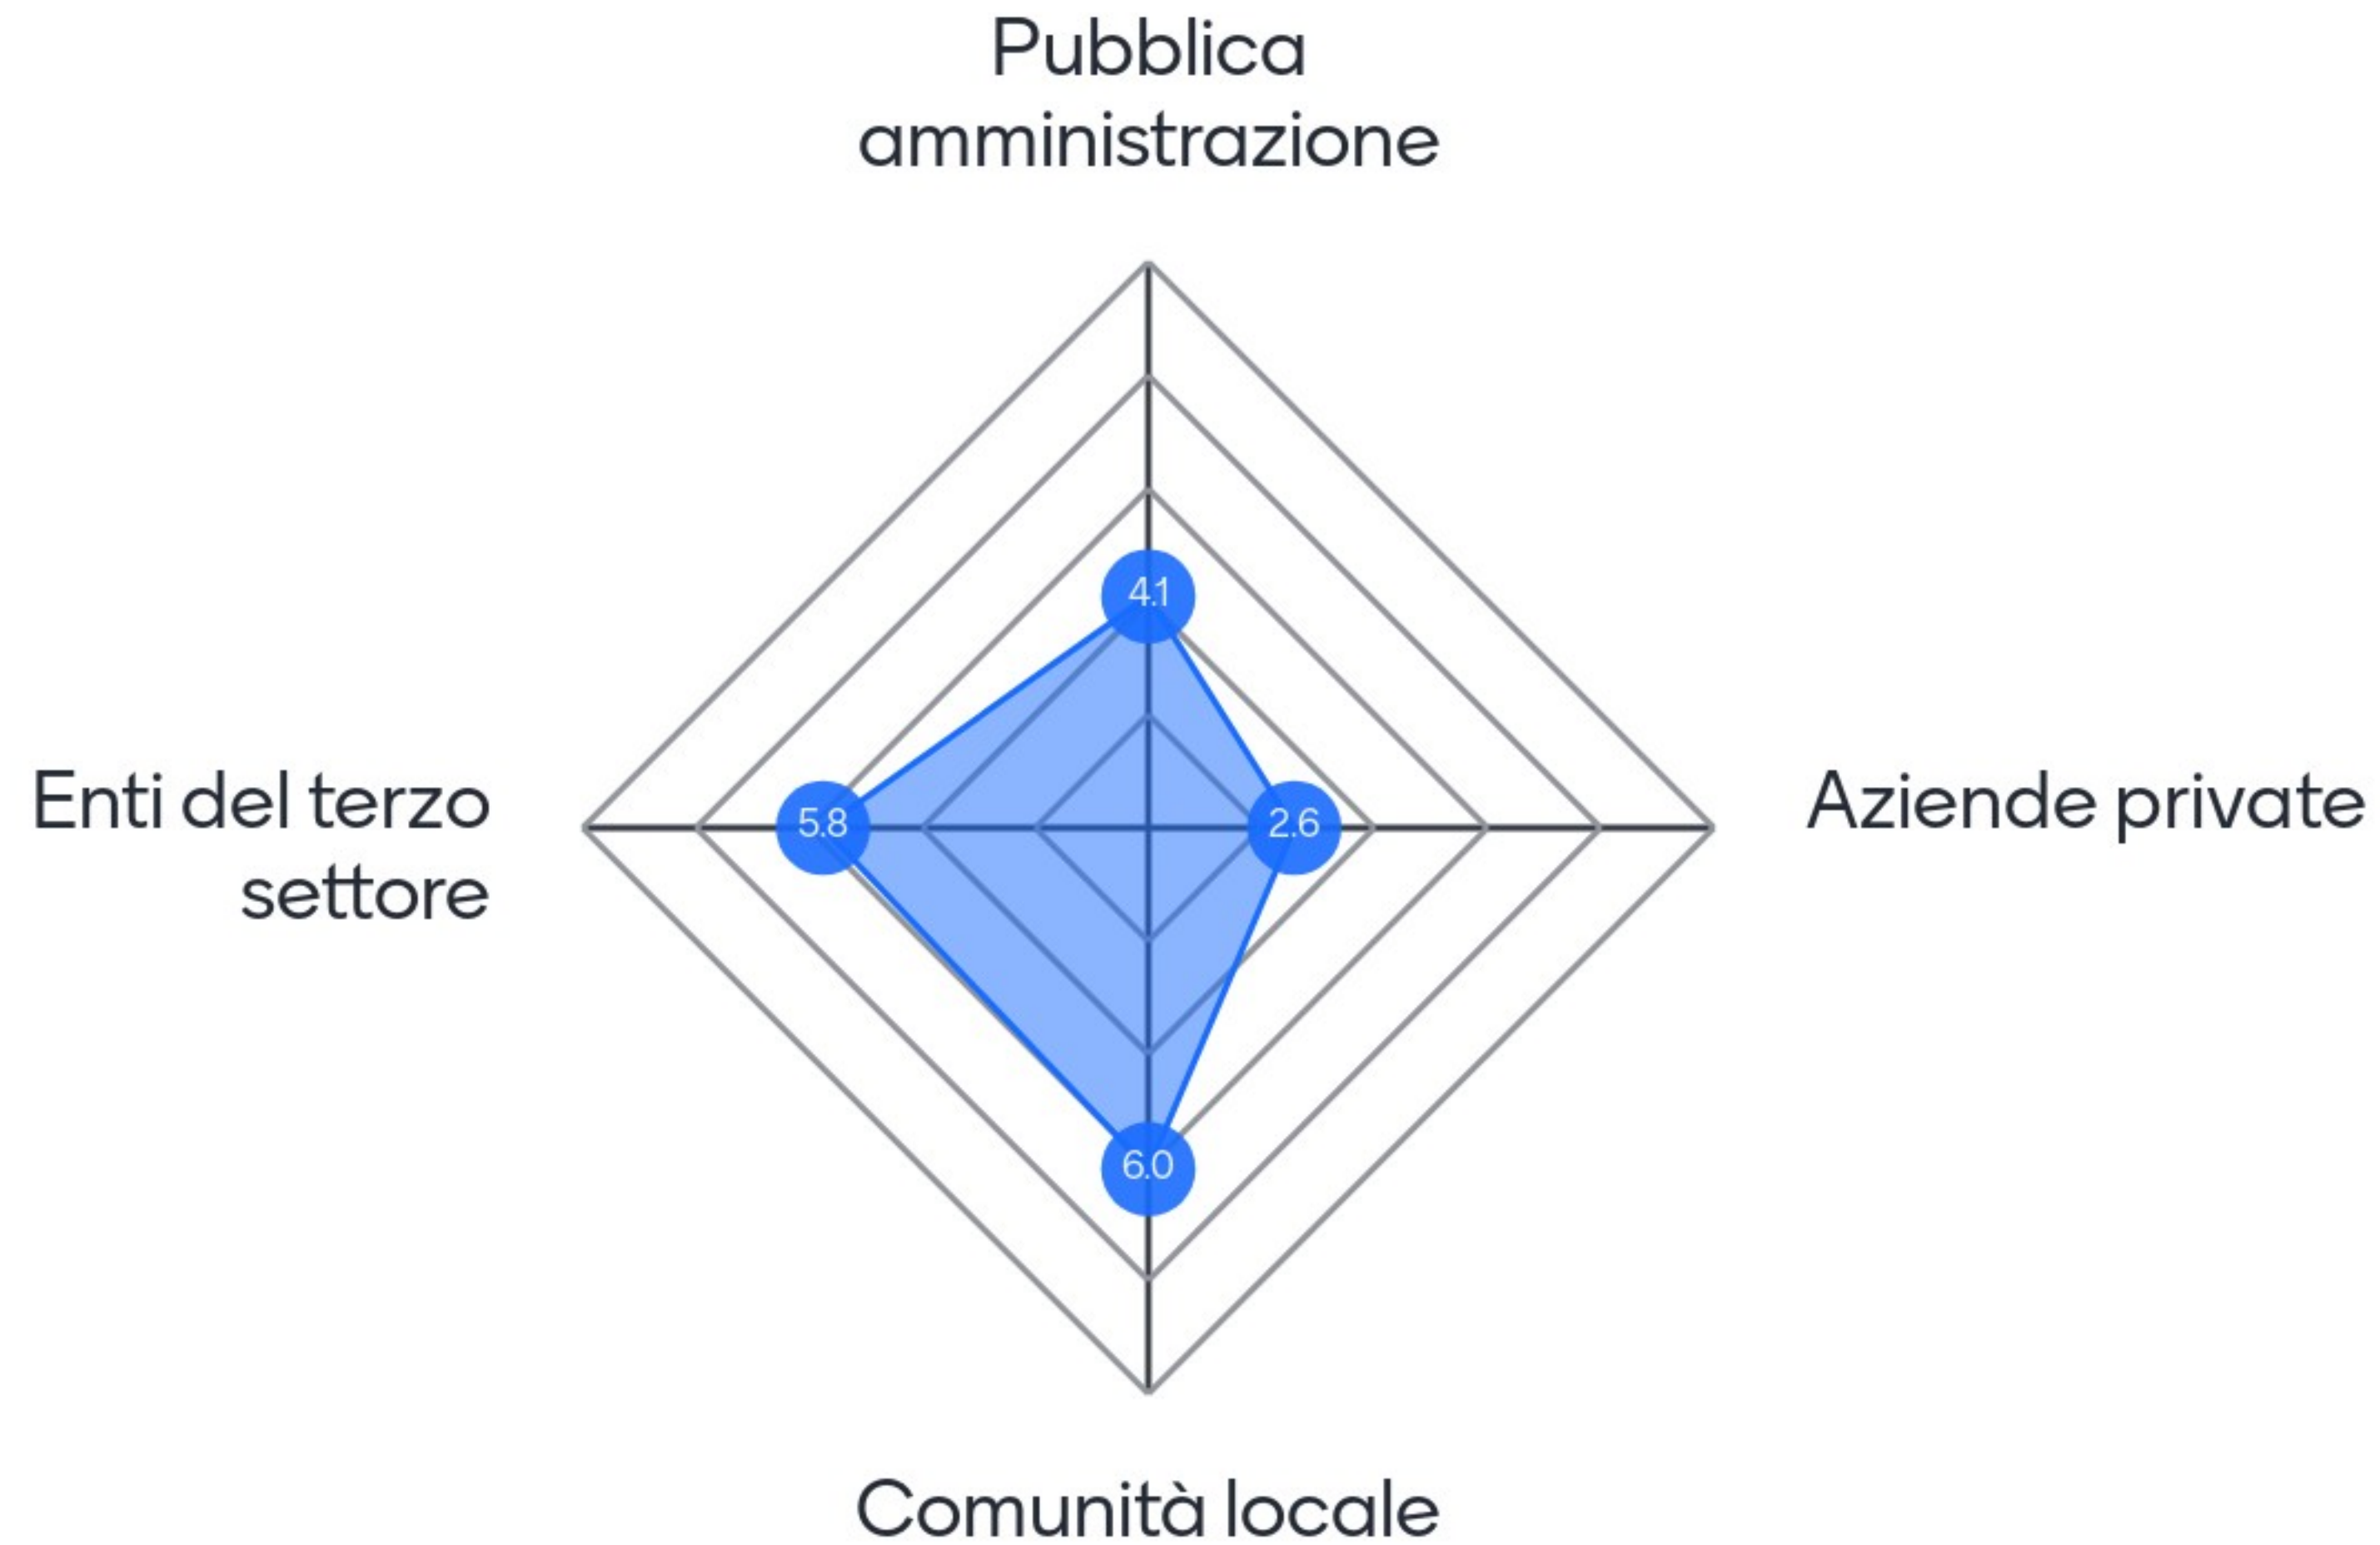 Pubblica
amministrazione
4.1
Enti del terzo
settore
5.8
2.6
Aziende private
6.0
Comunità locale